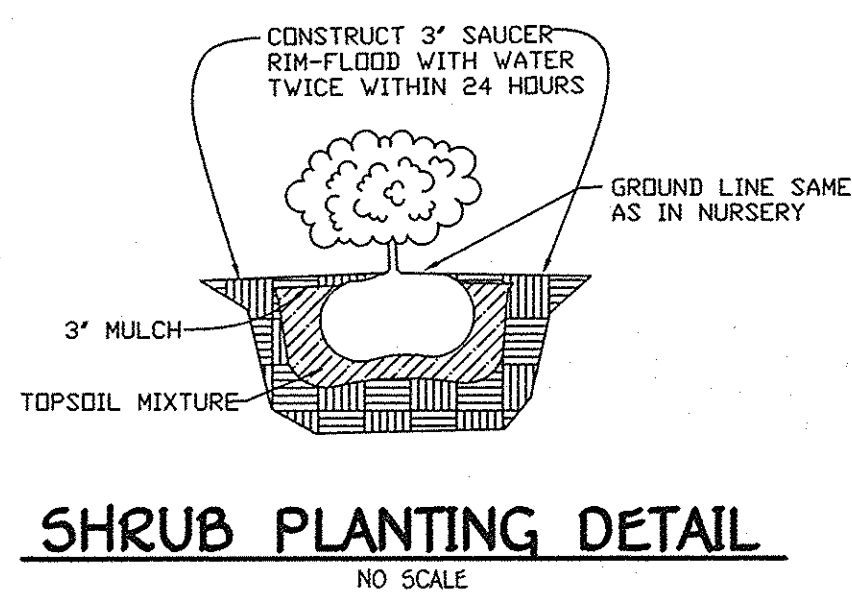 CONSTRUCT 3" SAUCER
RIM-FLOOD WITH WATER
TWICE WITHIN 24 HOURS
GROUND LINE SAME
AS IN NURSERY
3" MULCH
TOPSOIL MIXTURE
SHRUB PLANTING DETAIL
NO SCALE